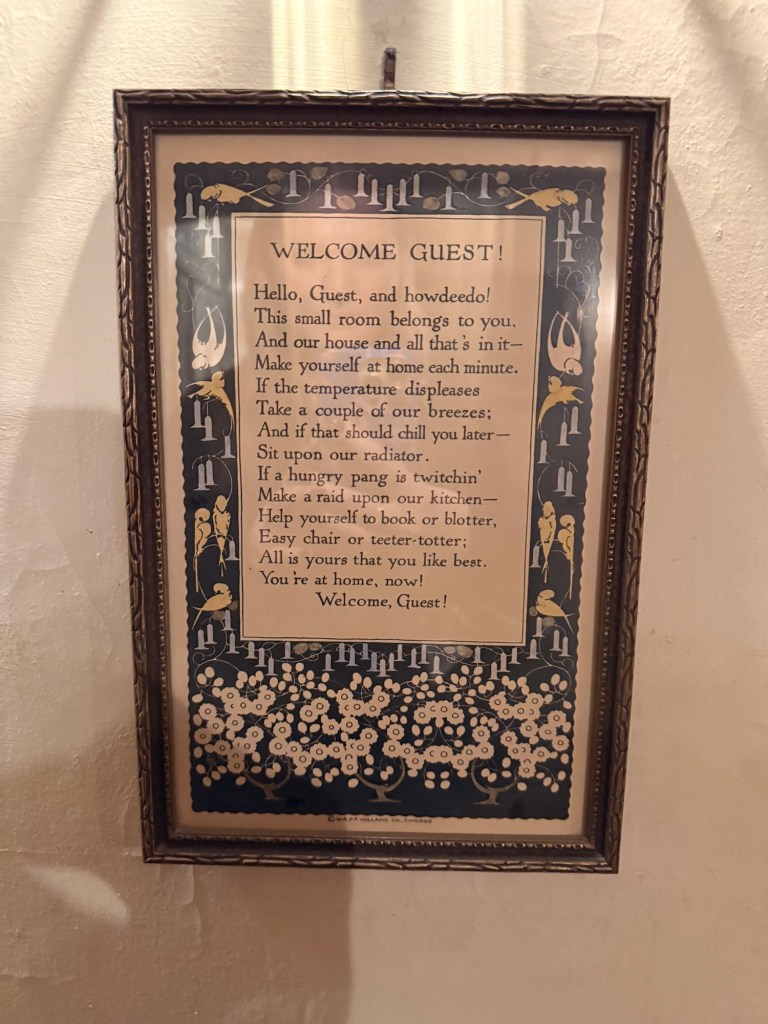 WELCOME GUEST!
Hello, Guest, and howdeedo!
This small room belongs to you,
And our house and all that's in it—
Make yourself at home each minute.
If the temperature displeases
Take a couple of our breezes;
And if that should chill you later—
Sit upon our radiator.
If a hungry pang is twitchin'
Make a raid upon our kitchen—
Help yourself to book or blotter,
Easy chair or teeter-totter;
All is yours that you like best.
You're at home, now!
Welcome, Guest!
HOLLAND CO., CHICAGO